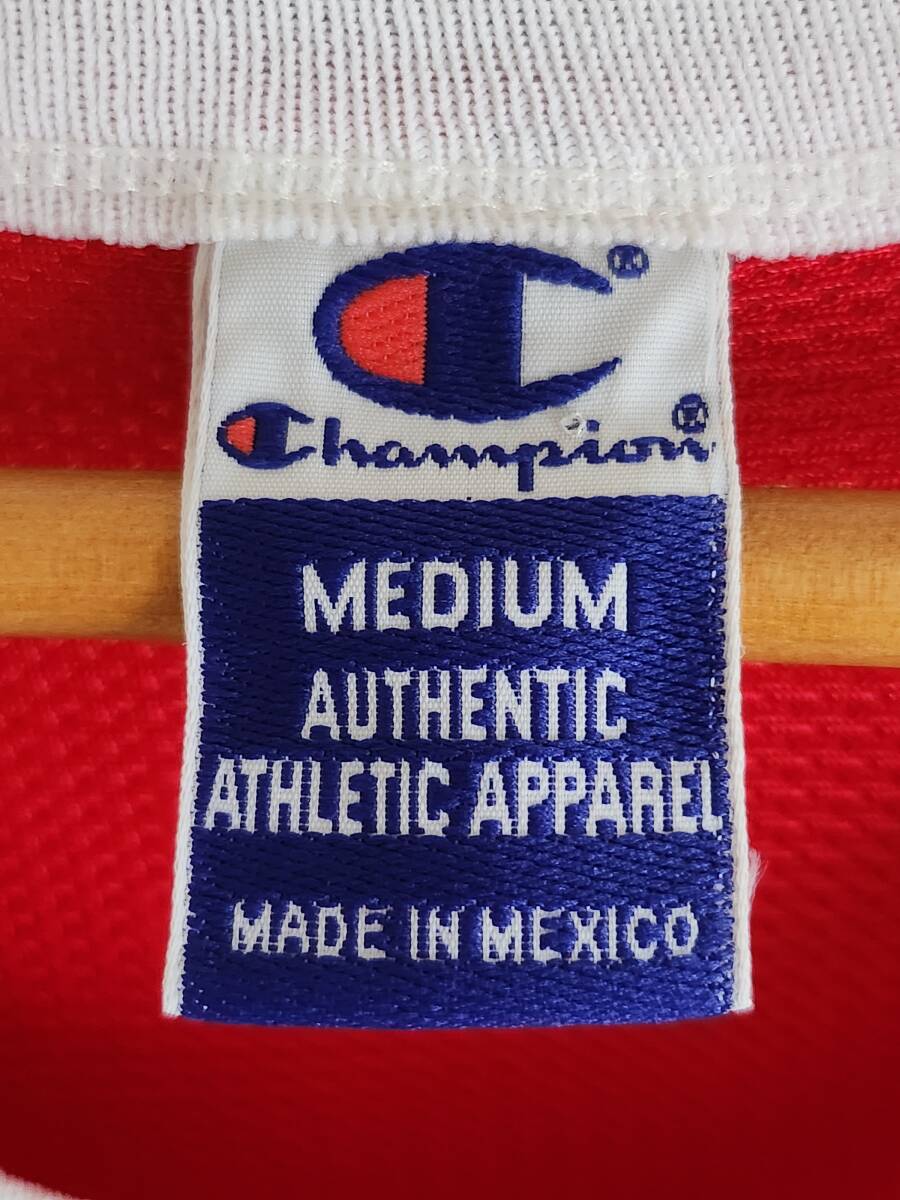 Champion®
MEDIUM
AUTHENTIC
ATHLETIC APPAREL
MADE IN MEXICO